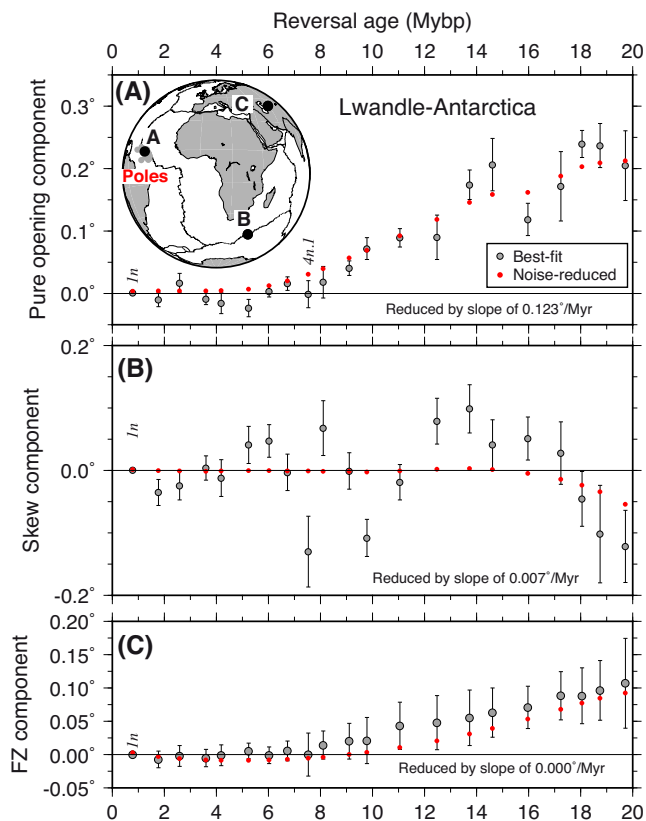 Reversal age (Mybp)
0 2 4 6 8 10 12 14 16 18 20
(A)
Lwandle-Antarctica
C
A
Poles
B
1n
4n.1
Best-fit
Noise-reduced
Reduced by slope of 0.123°/Myr
0.3°
0.2°
0.1°
0.0°
Pure opening component
(B)
1n
Reduced by slope of 0.007°/Myr
0.2°
0.0°
-0.2°
Skew component
(C)
1n
Reduced by slope of 0.000°/Myr
0.20°
0.15°
0.10°
0.05°
0.00°
-0.05°
FZ component
0 2 4 6 8 10 12 14 16 18 20